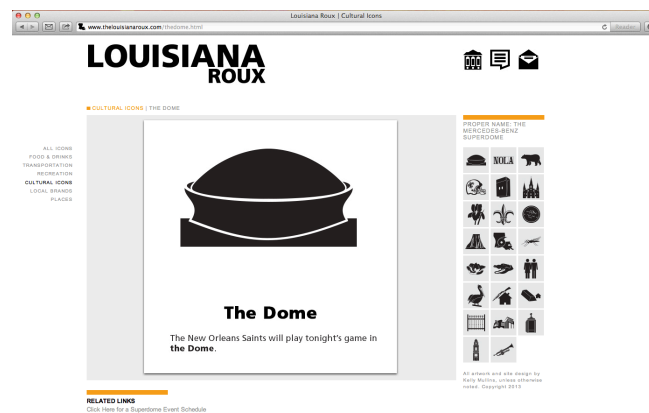 Louisiana Roux | Cultural Icons
www.thelouisianaroux.com/thedome.html
Reader
LOUISIANA
ROUX
CULTURAL ICONS | THE DOME
ALL ICONS
FOOD & DRINKS
TRANSPORTATION
RECREATION
CULTURAL ICONS
LOCAL BRANDS
PLACES
The Dome
The New Orleans Saints will play tonight's game in
the Dome.
PROPER NAME: THE
MERCEDES-BENZ
SUPERDOME
NOLA
All artwork and site design by
Kelly Mullins, unless otherwise
noted. Copyright 2013
RELATED LINKS
Click Here for a Superdome Event Schedule